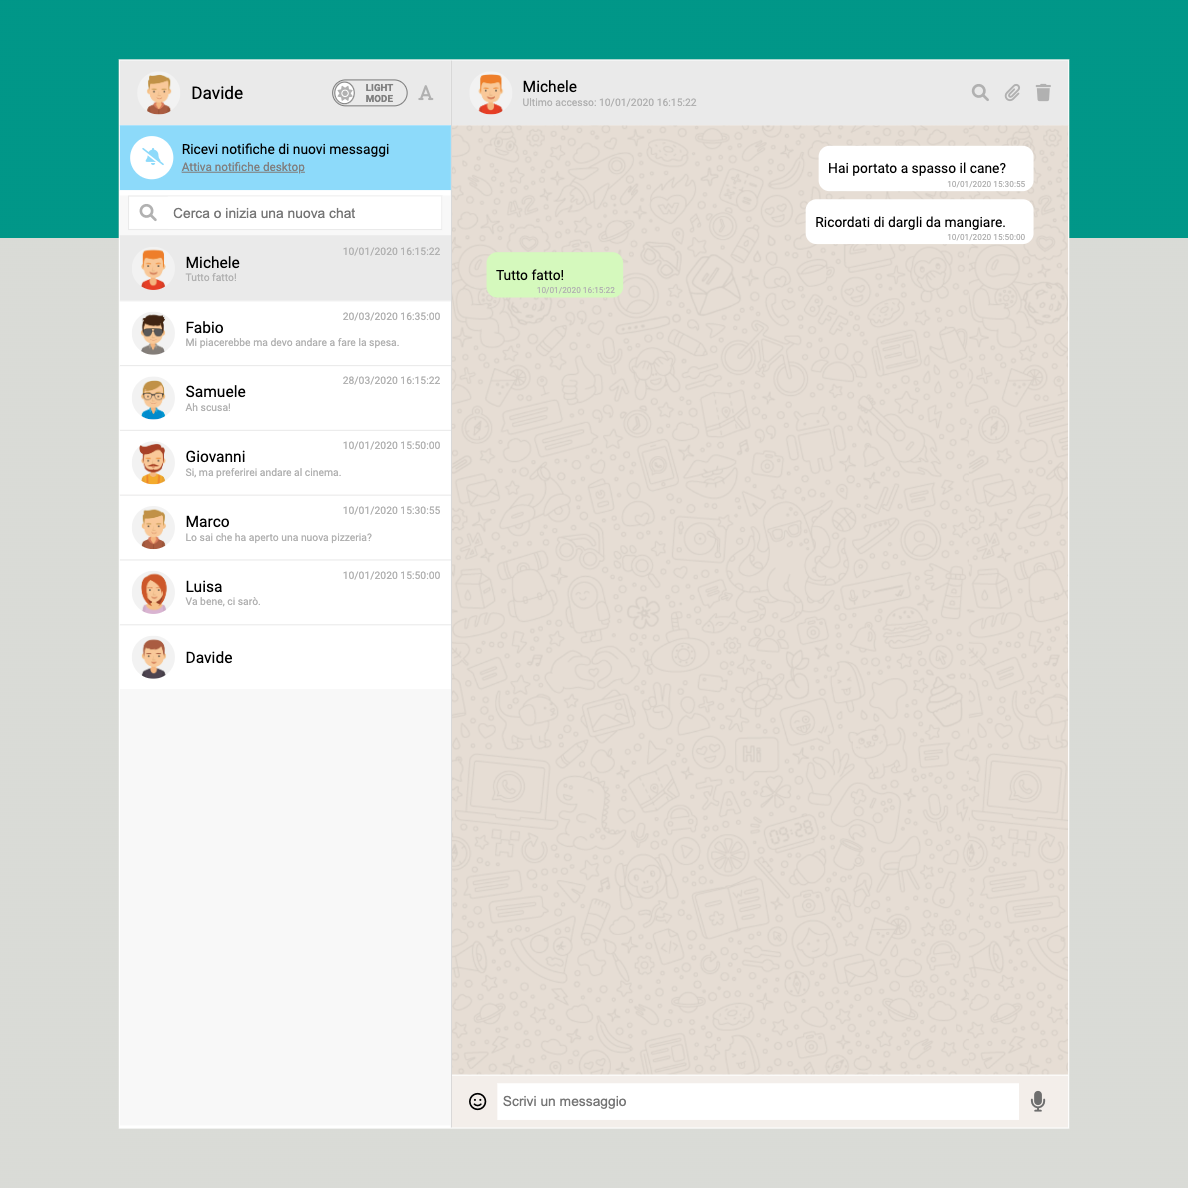 Davide
LIGHT
MODE
A
Ricevi notifiche di nuovi messaggi
Attiva notifiche desktop
Cerca o inizia una nuova chat
Michele
10/01/2020 16:15:22
Tutto fatto!
Fabio
20/03/2020 16:35:00
Mi piacerebbe ma devo andare a fare la spesa.
Samuele
28/03/2020 16:15:22
Ah scusa!
Giovanni
10/01/2020 15:50:00
Si, ma preferirei andare al cinema.
Marco
10/01/2020 15:30:55
Lo sai che ha aperto una nuova pizzeria?
Luisa
10/01/2020 15:50:00
Va bene, ci sarò.
Davide
Michele
Ultimo accesso: 10/01/2020 16:15:22
Hai portato a spasso il cane?
10/01/2020 15:30:55
Ricordati di dargli da mangiare.
10/01/2020 15:50:00
Tutto fatto!
10/01/2020 16:15:22
Hi
09:28
Scrivi un messaggio